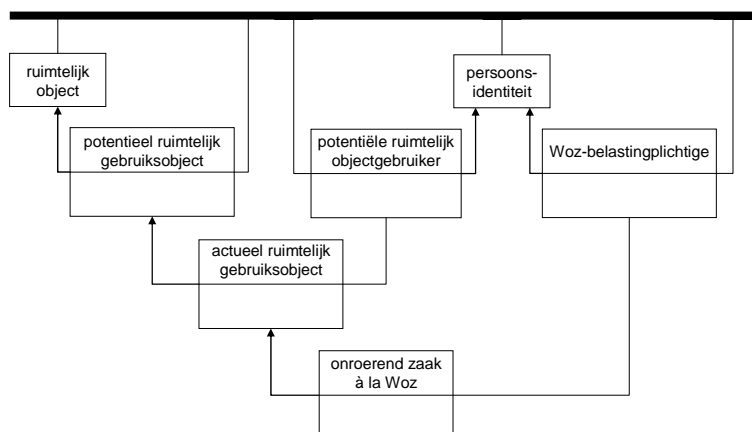 ruimtelijk
object
persoons-
identiteit
potentieel ruimtelijk
gebruiksobject
potentiële ruimtelijk
objectgebruiker
Woz-belastingplichtige
actueel ruimtelijk
gebruiksobject
onroerend zaak
à la Woz